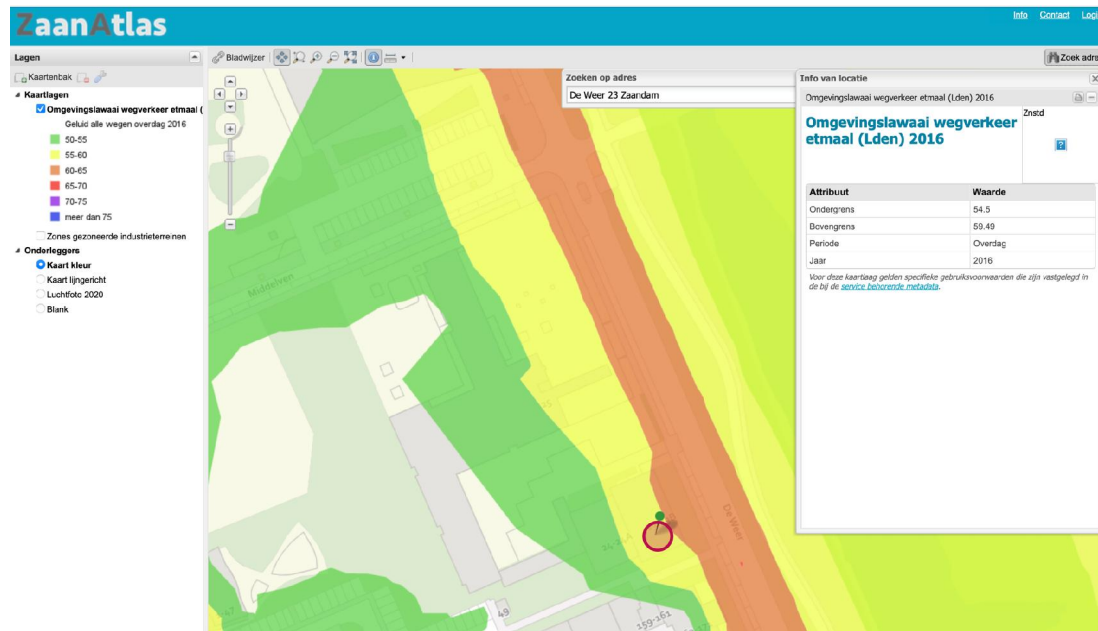 ZaanAtlas
Info Contact Logi
Lagen
Bladwijzer
Zoek adre
Kaartenbak
Kaartlagen
Omgevingslawaai wegverkeer etmaal (
Geluid alle wegen overdag 2016
50-55
55-60
60-65
65-70
70-75
meer dan 75
Zones gezoneerde industrieterreinen
Onderleggers
Kaart kleur
Kaart lijngericht
Luchtfoto 2020
Blank
Zoeken op adres
De Weer 23 Zaandam
Info van locatie
Omgevingslawaai wegverkeer etmaal (Lden) 2016
Omgevingslawaai wegverkeer
etmaal (Lden) 2016
Znstd
?
Attribuut Waarde
Ondergrens 54.5
Bovengrens 59.49
Periode Overdag
Jaar 2016
Voor deze kaartlaag gelden specifieke gebruiksvoorwaarden die zijn vastgelegd in
de bij de service behorende metadata.
Middelven
De Weer
49
159-161